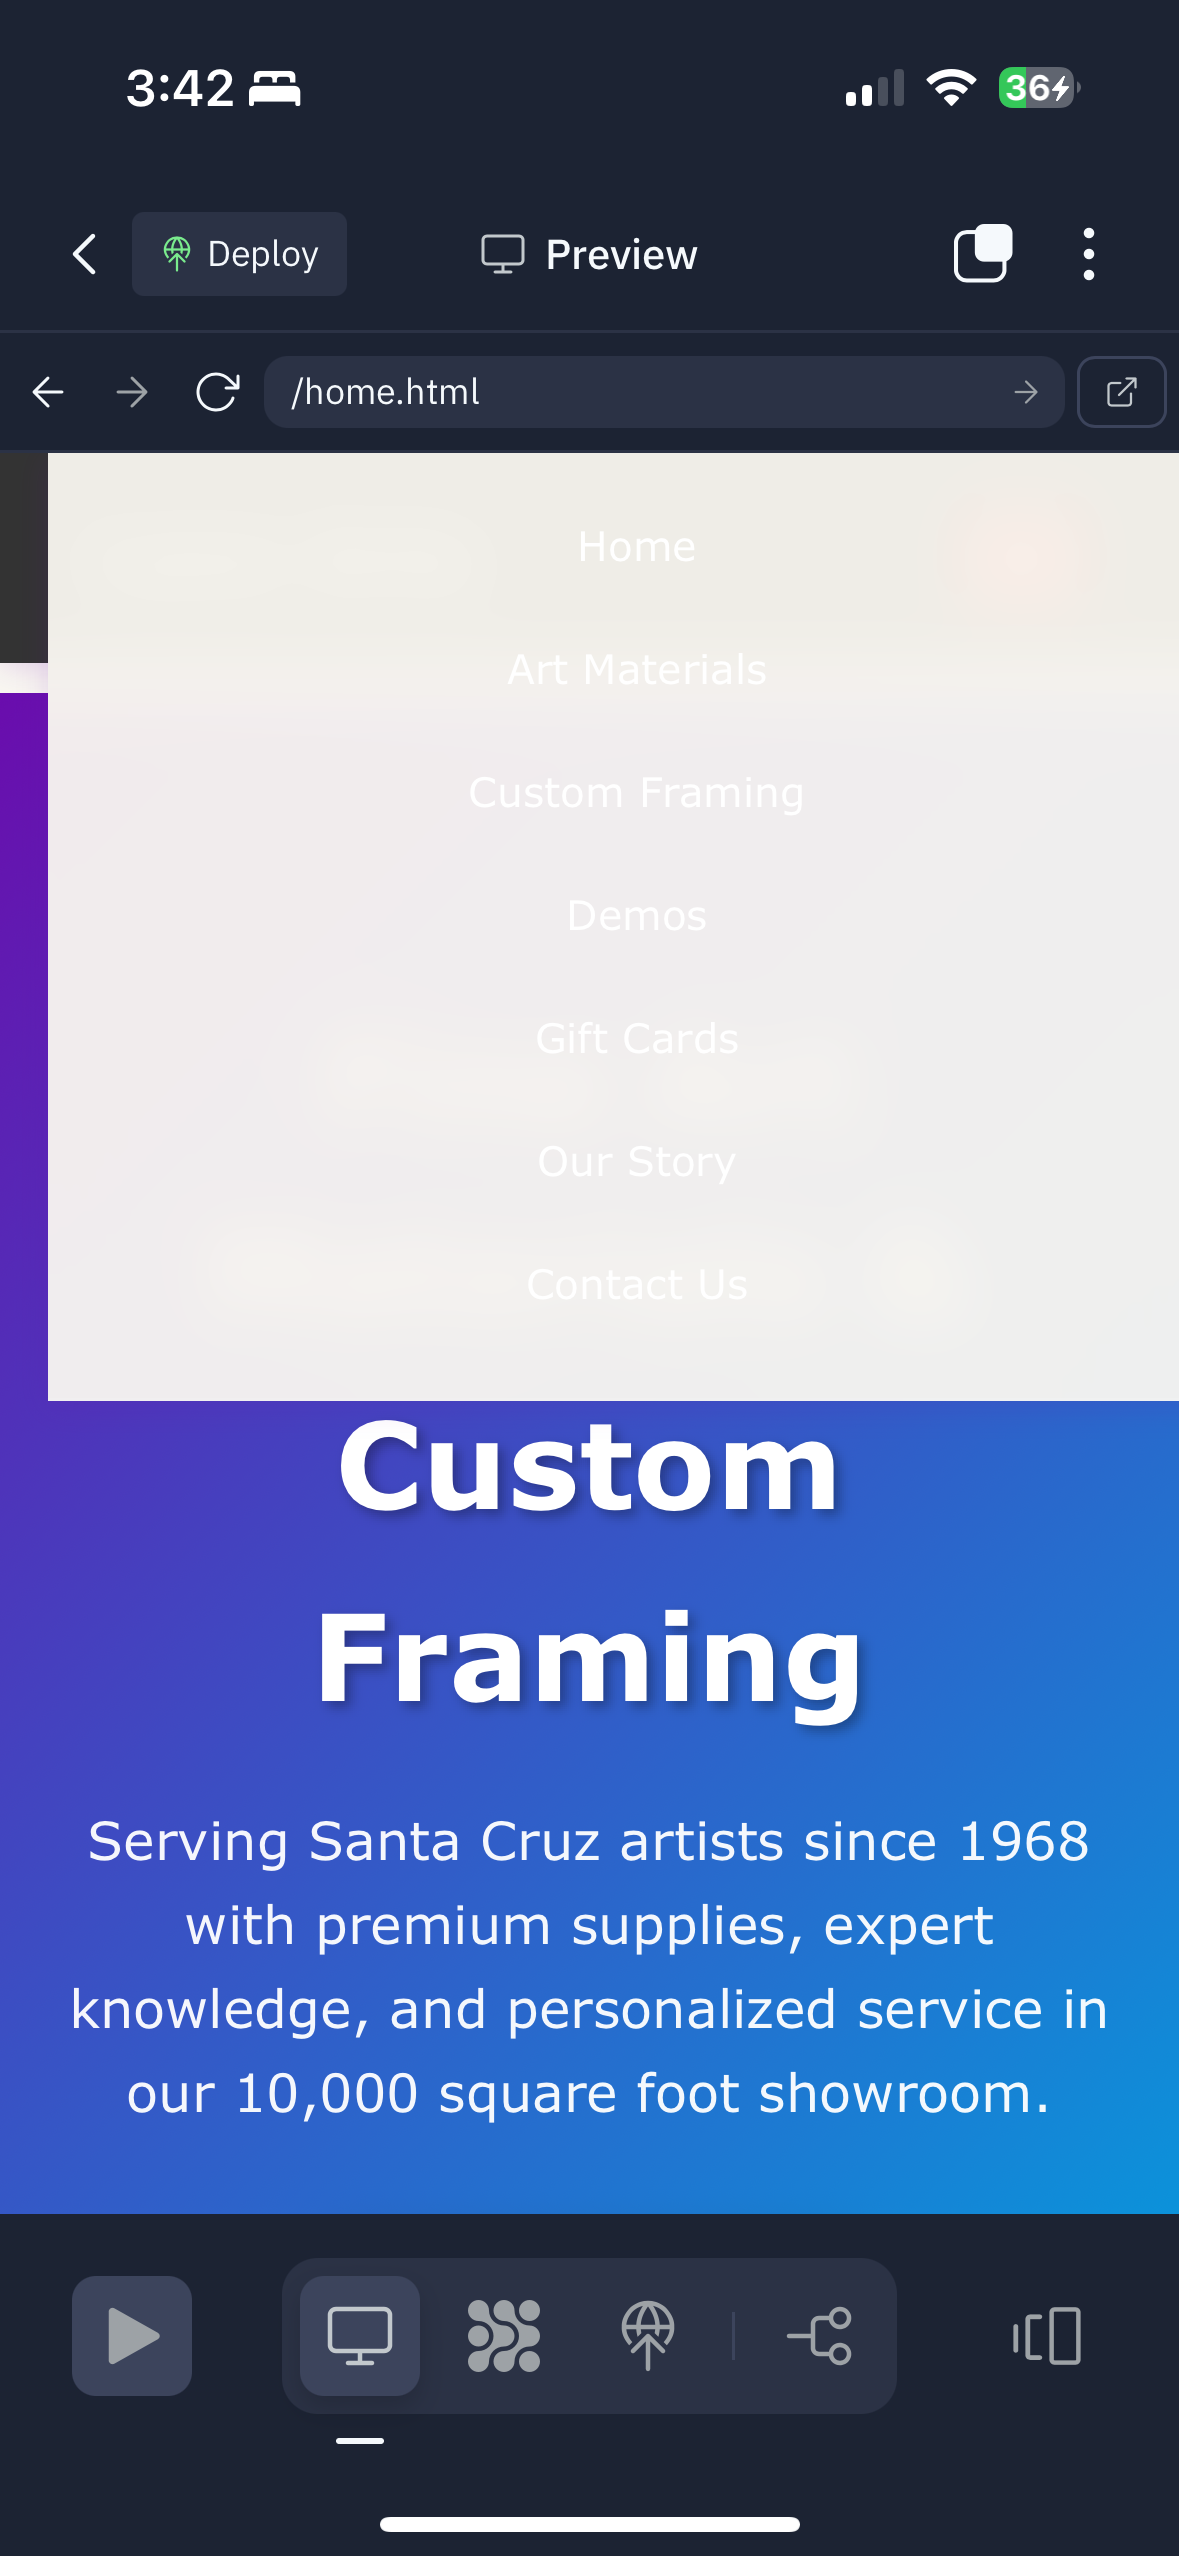 3:42
36
Deploy
Preview
/home.html
Home
Art Materials
Custom Framing
Demos
Gift Cards
Our Story
Contact Us
Custom
Framing
Serving Santa Cruz artists since 1968
with premium supplies, expert
knowledge, and personalized service in
our 10,000 square foot showroom.